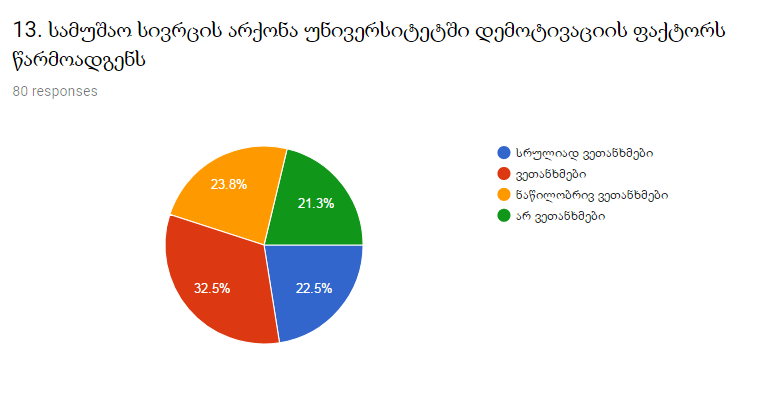 13. სამუშაო სივრცის არქონა უნივერსიტეტში დემოტივაციის ფაქტორს
წარმოადგენს
80 responses
სრულიად ვეთანხმები
ვეთანხმები
ნაწილობრივ ვეთანხმები
არ ვეთანხმები
23.8%
21.3%
32.5%
22.5%